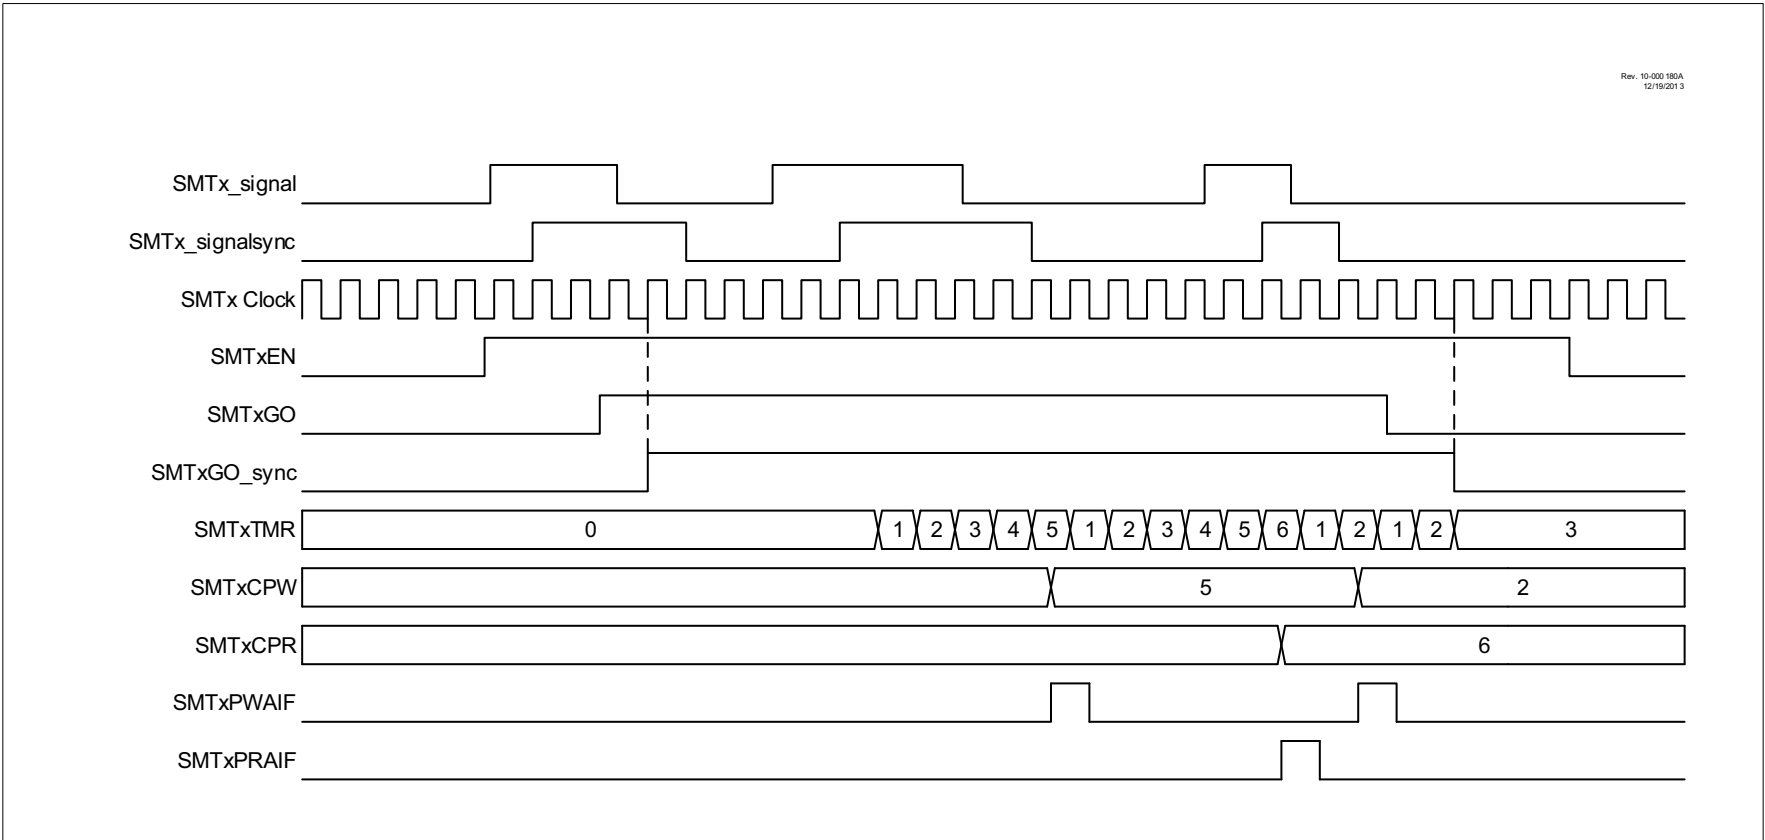 Rev. 10-000 180A
12/19/201 3
SMTx_signal
SMTx_signalsync
SMTx Clock
SMTxEN
SMTxGO
SMTxGO_sync
SMTxTMR 0 1 2 3 4 5 1 2 3 4 5 6 1 2 1 2 3
SMTxCPW 5 2
SMTxCPR 6
SMTxPWAIF
SMTxPRAIF